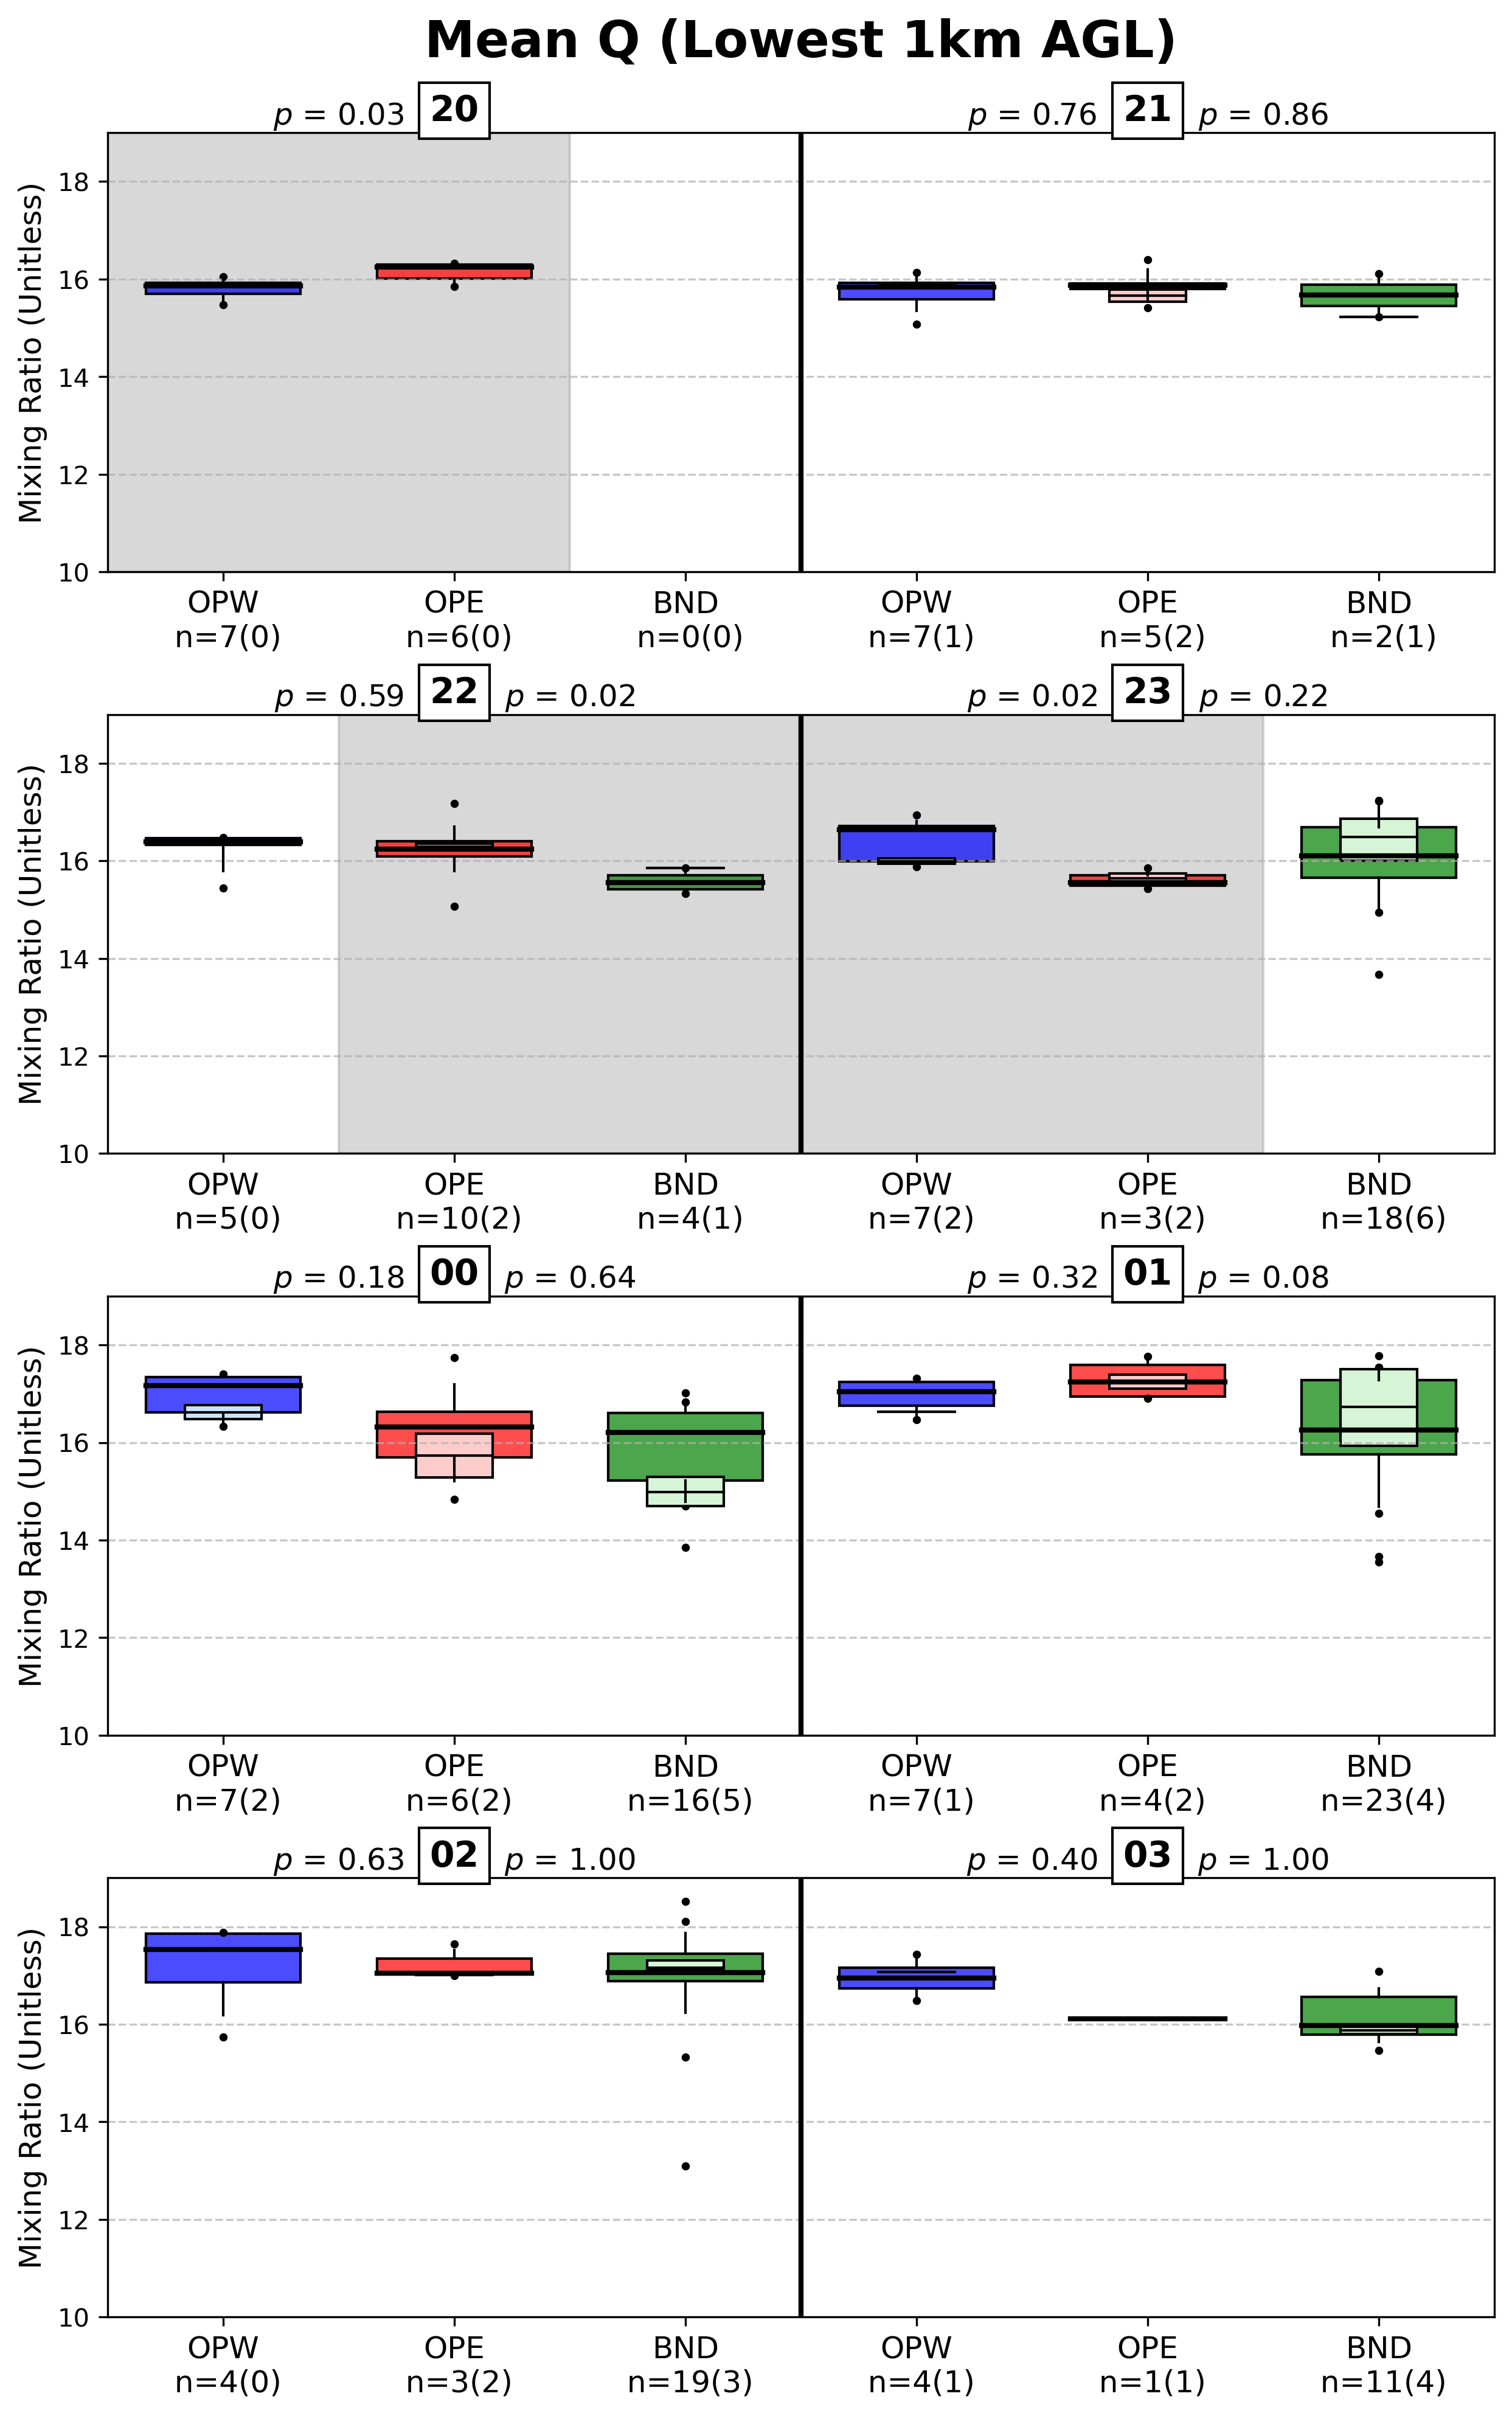 Mean Q (Lowest 1km AGL)
p = 0.03 20
p = 0.76 21 p = 0.86
Mixing Ratio (Unitless)
18
16
14
12
10
OPW OPE BND OPW OPE BND
n=7(0) n=6(0) n=0(0) n=7(1) n=5(2) n=2(1)
p = 0.59 22 p = 0.02
p = 0.02 23 p = 0.22
Mixing Ratio (Unitless)
18
16
14
12
10
OPW OPE BND OPW OPE BND
n=5(0) n=10(2) n=4(1) n=7(2) n=3(2) n=18(6)
p = 0.18 00 p = 0.64
p = 0.32 01 p = 0.08
Mixing Ratio (Unitless)
18
16
14
12
10
OPW OPE BND OPW OPE BND
n=7(2) n=6(2) n=16(5) n=7(1) n=4(2) n=23(4)
p = 0.63 02 p = 1.00
p = 0.40 03 p = 1.00
Mixing Ratio (Unitless)
18
16
14
12
10
OPW OPE BND OPW OPE BND
n=4(0) n=3(2) n=19(3) n=4(1) n=1(1) n=11(4)